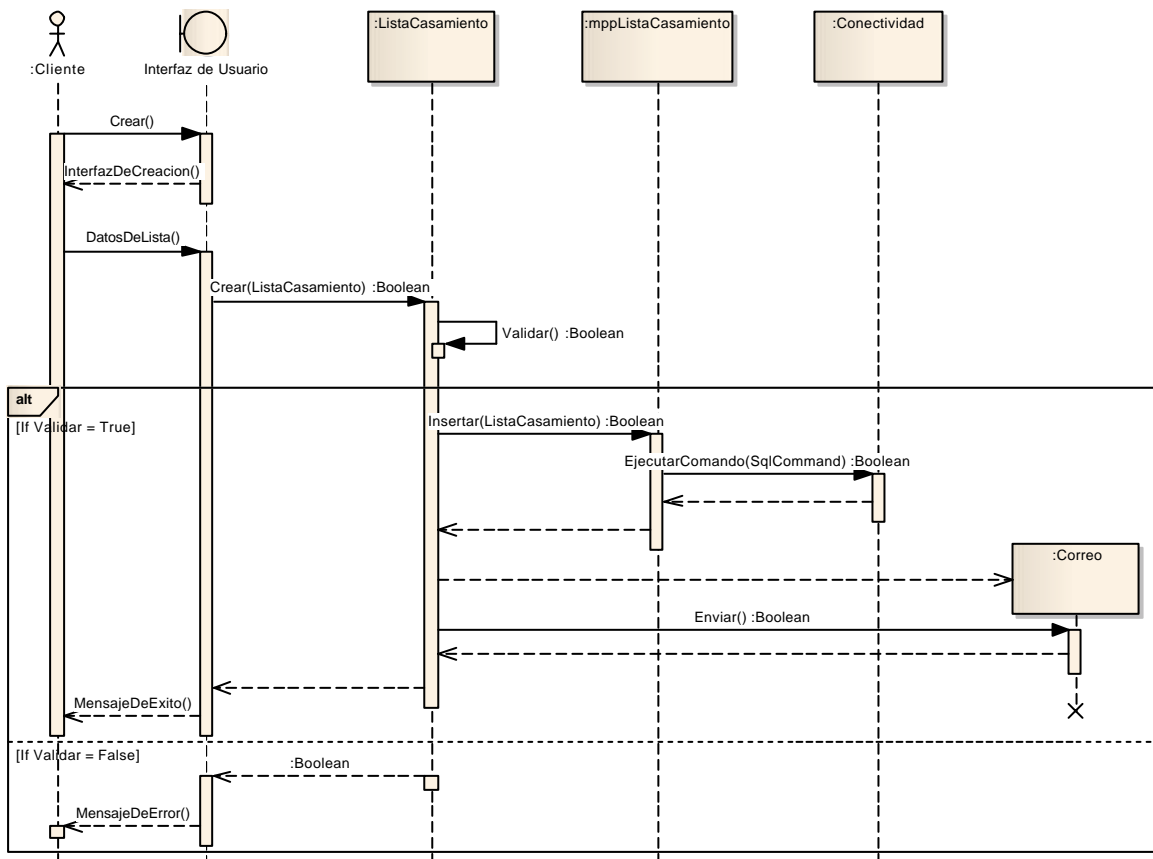 :Cliente
Interfaz de Usuario
:ListaCasamiento
:mppListaCasamiento
:Conectividad
Crear()
InterfazDeCreacion()
DatosDeLista()
Crear(ListaCasamiento) :Boolean
Validar() :Boolean
alt
[If Validar = True]
Insertar(ListaCasamiento) :Boolean
EjecutarComando(SqlCommand) :Boolean
:Correo
Enviar() :Boolean
MensajeDeExito()
[If Validar = False]
:Boolean
MensajeDeError()